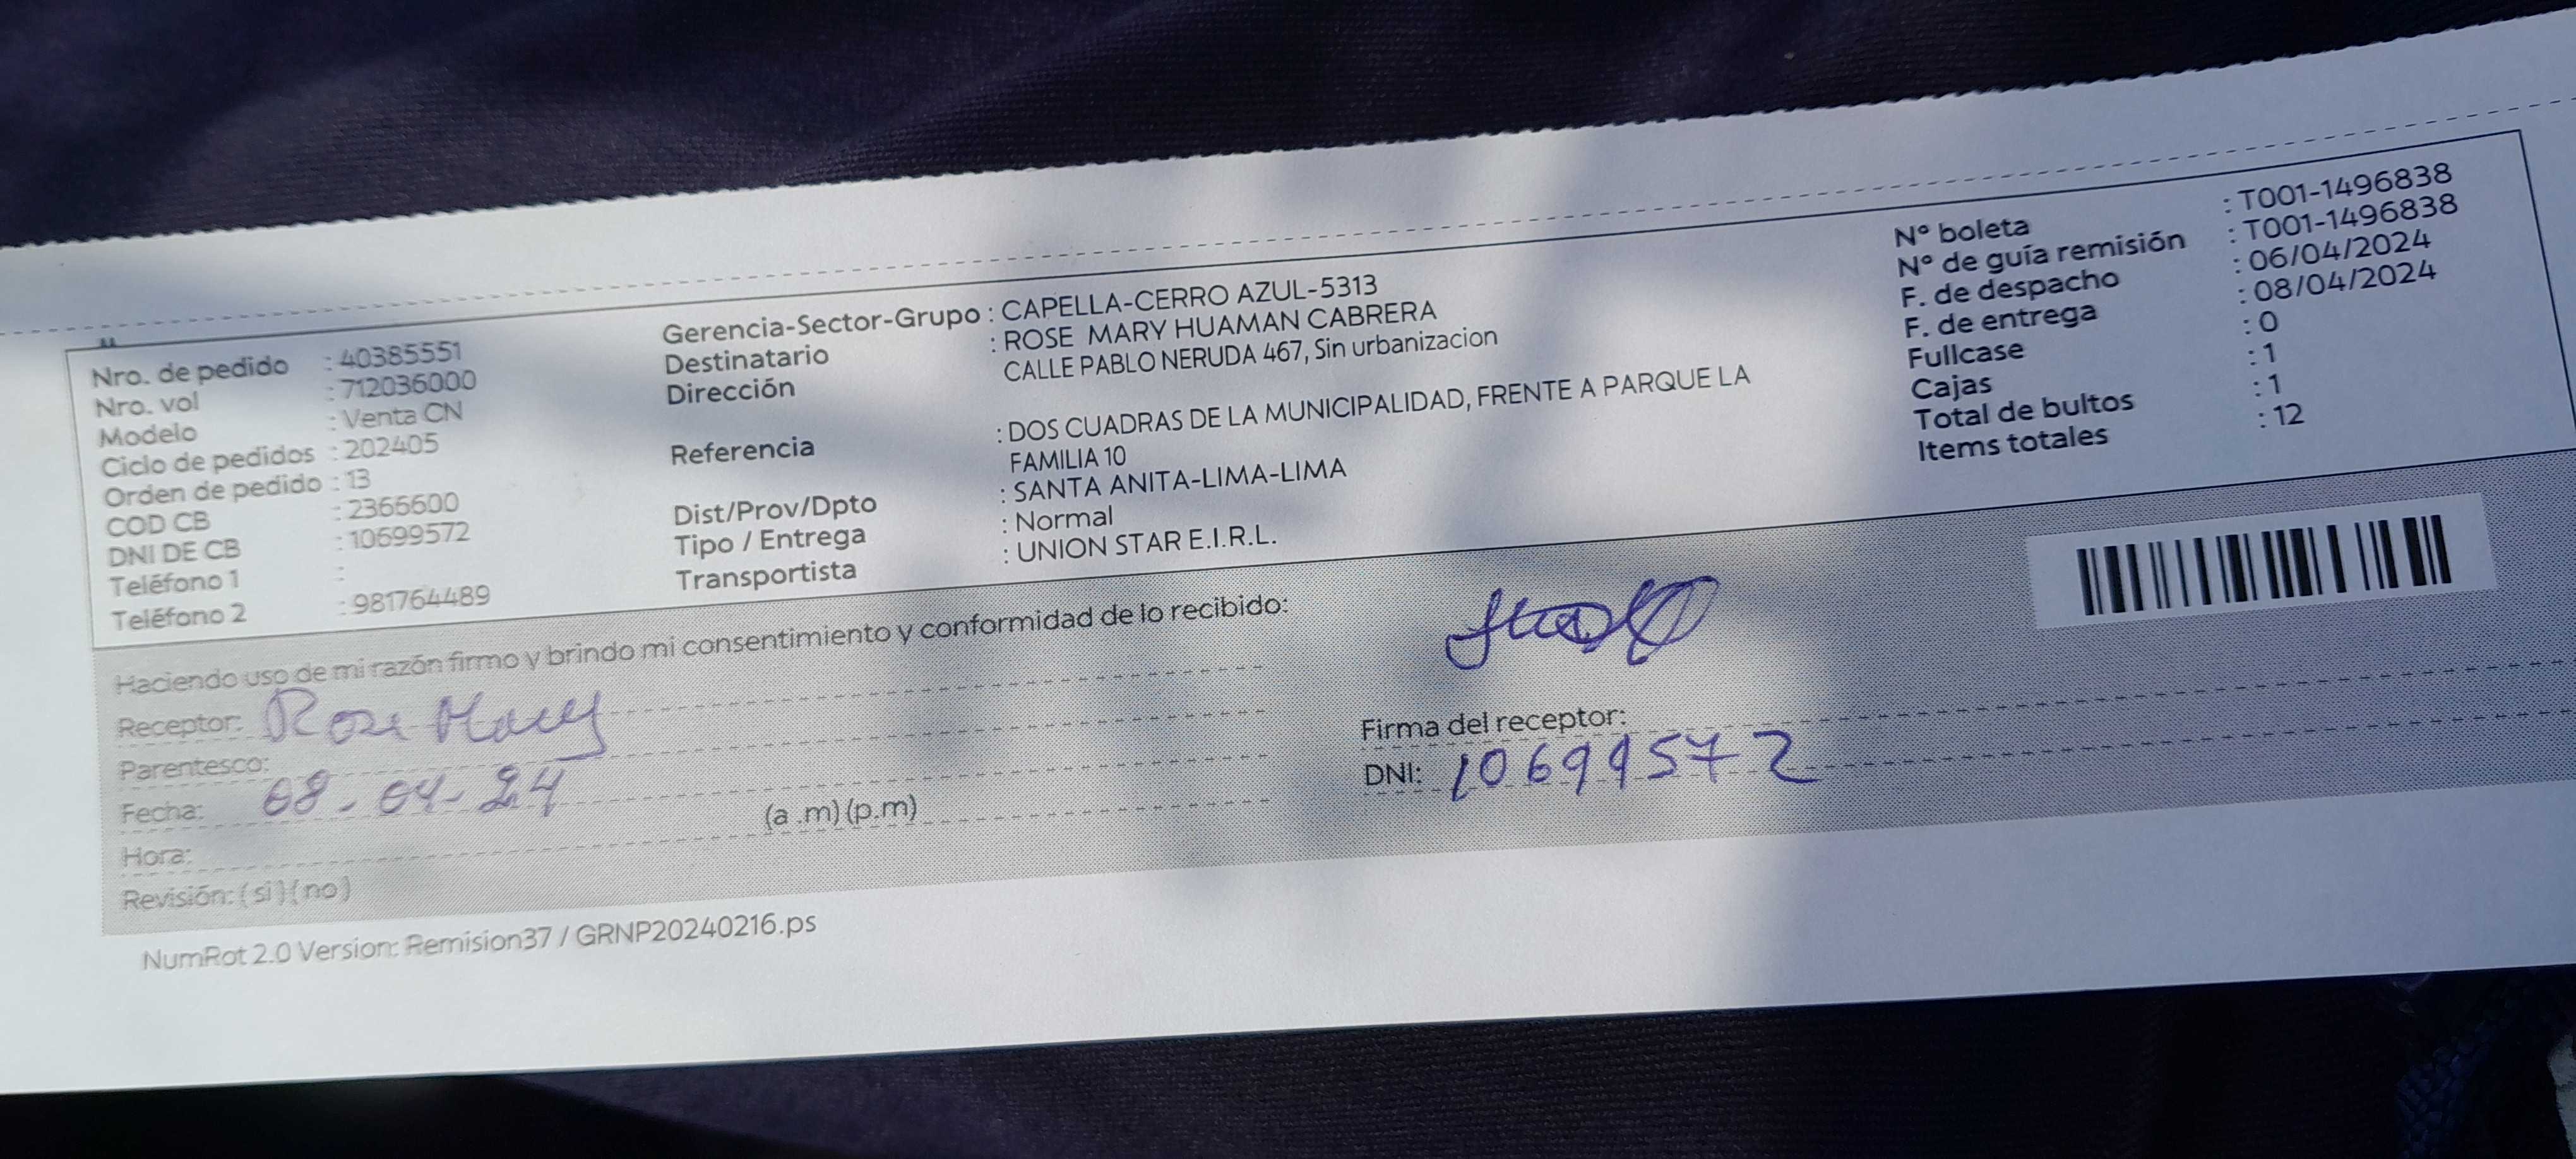 Nro. de pedido : 40385551
Nro. vol : 712036000
Modelo : Venta CN
Ciclo de pedidos : 202405
Orden de pedido : 13
COD CB : 2366600
DNI DE CB : 10699572
Teléfono 1 :
Teléfono 2 : 981764489
Gerencia-Sector-Grupo : CAPELLA-CERRO AZUL-5313
Destinatario : ROSE MARY HUAMAN CABRERA
Dirección CALLE PABLO NERUDA 467, Sin urbanizacion
Referencia : DOS CUADRAS DE LA MUNICIPALIDAD, FRENTE A PARQUE LA
FAMILIA 10
Dist/Prov/Dpto : SANTA ANITA-LIMA-LIMA
Tipo / Entrega : Normal
Transportista : UNION STAR E.I.R.L.
N° boleta : T001-1496838
N° de guía remisión : T001-1496838
F. de despacho : 06/04/2024
F. de entrega : 08/04/2024
Fullcase : 0
Cajas : 1
Total de bultos : 1
Items totales : 12
Haciendo uso de mi razón firmo y brindo mi consentimiento y conformidad de lo recibido:
Receptor: Rose Mary
Parentesco:
Fecha: 08-04-24
Hora: (a .m) (p.m)
Revisión: (si) (no)
Firma del receptor:
DNI: 10699572
NumRot 2.0 Version: Remision37 / GRNP20240216.ps